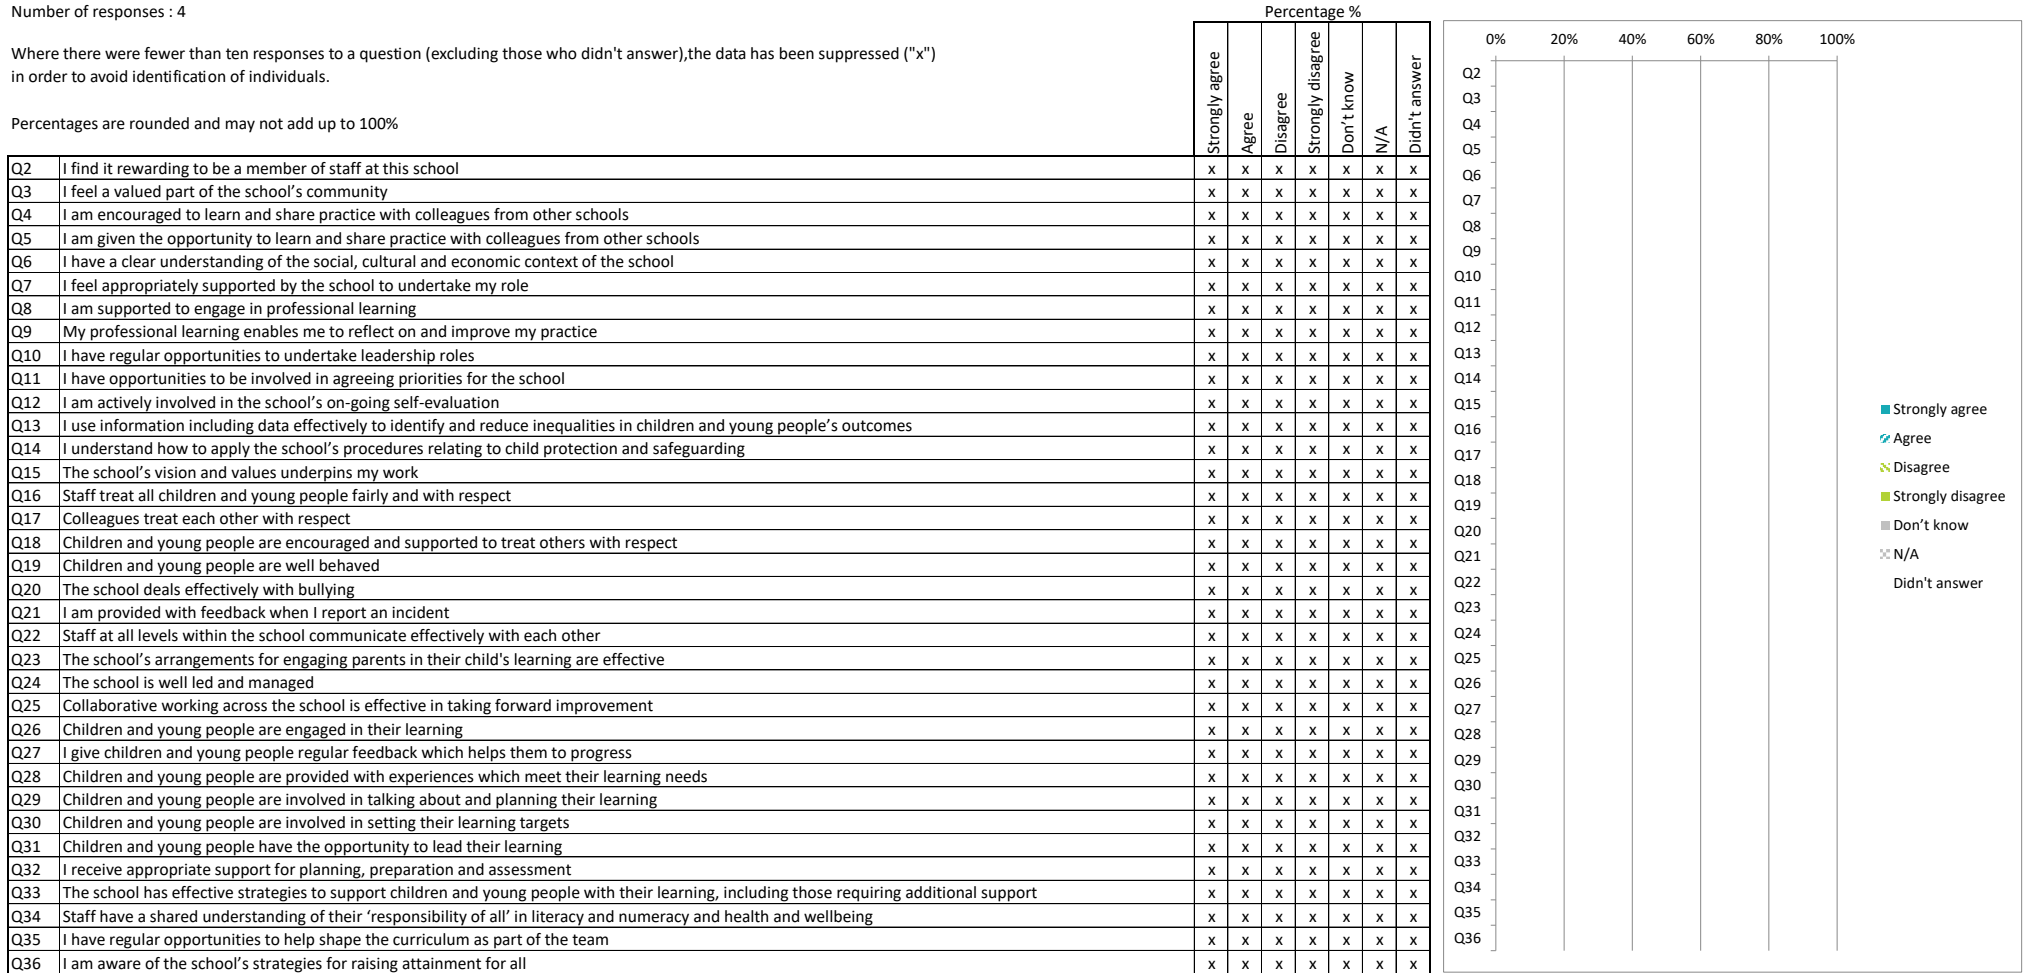 Number of responses : 4
Percentage %
Where there were fewer than ten responses to a question (excluding those who didn't answer),the data has been suppressed ("x")
in order to avoid identification of individuals.
Percentages are rounded and may not add up to 100%
Strongly agree
Agree
Disagree
Strongly disagree
Don't know
N/A
Didn't answer
Q2 I find it rewarding to be a member of staff at this school x x x x x x x
Q3 I feel a valued part of the school’s community x x x x x x x
Q4 I am encouraged to learn and share practice with colleagues from other schools x x x x x x x
Q5 I am given the opportunity to learn and share practice with colleagues from other schools x x x x x x x
Q6 I have a clear understanding of the social, cultural and economic context of the school x x x x x x x
Q7 I feel appropriately supported by the school to undertake my role x x x x x x x
Q8 I am supported to engage in professional learning x x x x x x x
Q9 My professional learning enables me to reflect on and improve my practice x x x x x x x
Q10 I have regular opportunities to undertake leadership roles x x x x x x x
Q11 I have opportunities to be involved in agreeing priorities for the school x x x x x x x
Q12 I am actively involved in the school’s on-going self-evaluation x x x x x x x
Q13 I use information including data effectively to identify and reduce inequalities in children and young people’s outcomes x x x x x x x
Q14 I understand how to apply the school’s procedures relating to child protection and safeguarding x x x x x x x
Q15 The school’s vision and values underpins my work x x x x x x x
Q16 Staff treat all children and young people fairly and with respect x x x x x x x
Q17 Colleagues treat each other with respect x x x x x x x
Q18 Children and young people are encouraged and supported to treat others with respect x x x x x x x
Q19 Children and young people are well behaved x x x x x x x
Q20 The school deals effectively with bullying x x x x x x x
Q21 I am provided with feedback when I report an incident x x x x x x x
Q22 Staff at all levels within the school communicate effectively with each other x x x x x x x
Q23 The school’s arrangements for engaging parents in their child's learning are effective x x x x x x x
Q24 The school is well led and managed x x x x x x x
Q25 Collaborative working across the school is effective in taking forward improvement x x x x x x x
Q26 Children and young people are engaged in their learning x x x x x x x
Q27 I give children and young people regular feedback which helps them to progress x x x x x x x
Q28 Children and young people are provided with experiences which meet their learning needs x x x x x x x
Q29 Children and young people are involved in talking about and planning their learning x x x x x x x
Q30 Children and young people are involved in setting their learning targets x x x x x x x
Q31 Children and young people have the opportunity to lead their learning x x x x x x x
Q32 I receive appropriate support for planning, preparation and assessment x x x x x x x
Q33 The school has effective strategies to support children and young people with their learning, including those requiring additional support x x x x x x x
Q34 Staff have a shared understanding of their ‘responsibility of all’ in literacy and numeracy and health and wellbeing x x x x x x x
Q35 I have regular opportunities to help shape the curriculum as part of the team x x x x x x x
Q36 I am aware of the school’s strategies for raising attainment for all x x x x x x x
0% 20% 40% 60% 80% 100%
Q2
Q3
Q4
Q5
Q6
Q7
Q8
Q9
Q10
Q11
Q12
Q13
Q14
Q15
Q16
Q17
Q18
Q19
Q20
Q21
Q22
Q23
Q24
Q25
Q26
Q27
Q28
Q29
Q30
Q31
Q32
Q33
Q34
Q35
Q36
Strongly agree
Agree
Disagree
Strongly disagree
Don’t know
N/A
Didn't answer